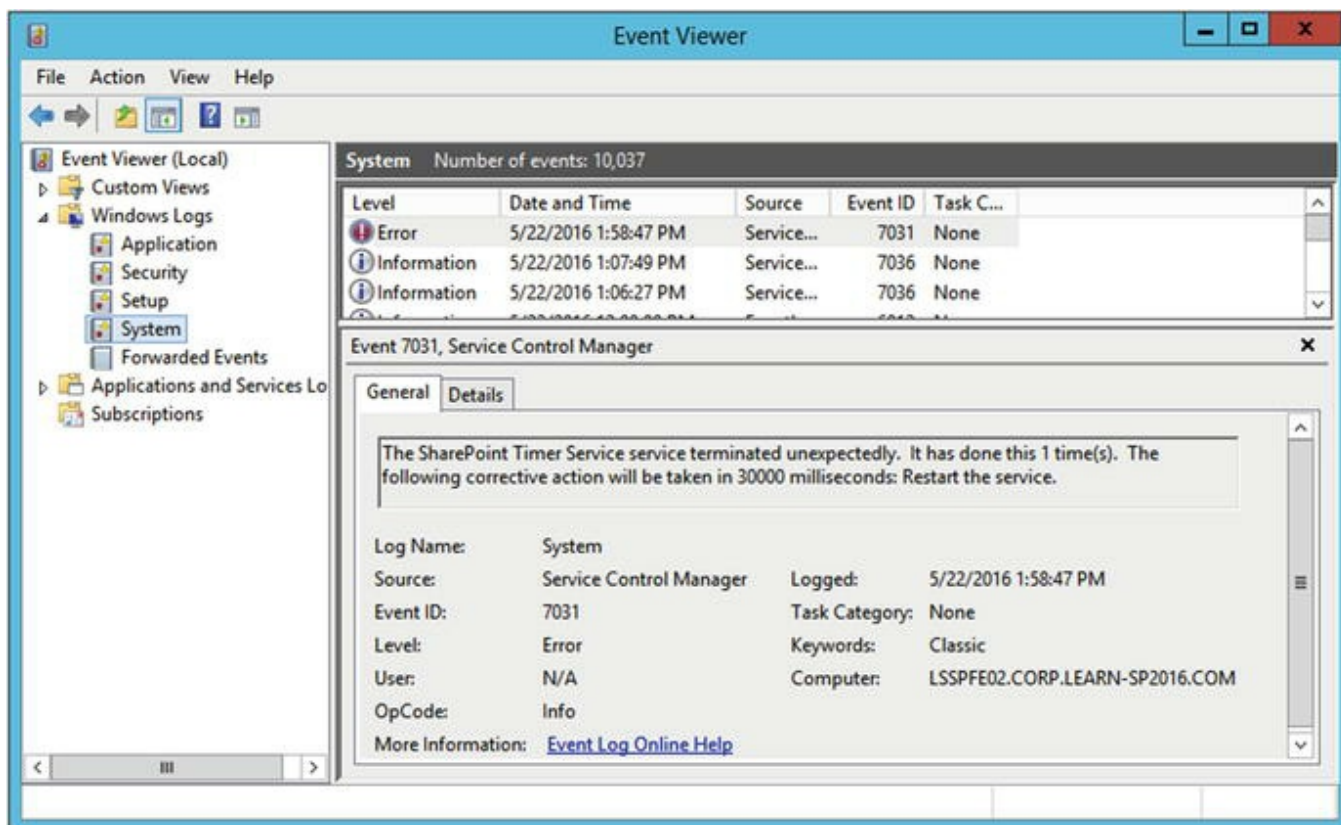 Event Viewer
File Action View Help
Event Viewer (Local)
Custom Views
Windows Logs
Application
Security
Setup
System
Forwarded Events
Applications and Services Lo
Subscriptions
System Number of events: 10,037
Level Date and Time Source Event ID Task C...
Error 5/22/2016 1:58:47 PM Service... 7031 None
Information 5/22/2016 1:07:49 PM Service... 7036 None
Information 5/22/2016 1:06:27 PM Service... 7036 None
Event 7031, Service Control Manager
General Details
The SharePoint Timer Service service terminated unexpectedly. It has done this 1 time(s). The
following corrective action will be taken in 30000 milliseconds: Restart the service.
Log Name: System
Source: Service Control Manager Logged: 5/22/2016 1:58:47 PM
Event ID: 7031 Task Category: None
Level: Error Keywords: Classic
User: N/A Computer: LSSPFE02.CORP.LEARN-SP2016.COM
OpCode: Info
More Information: Event Log Online Help